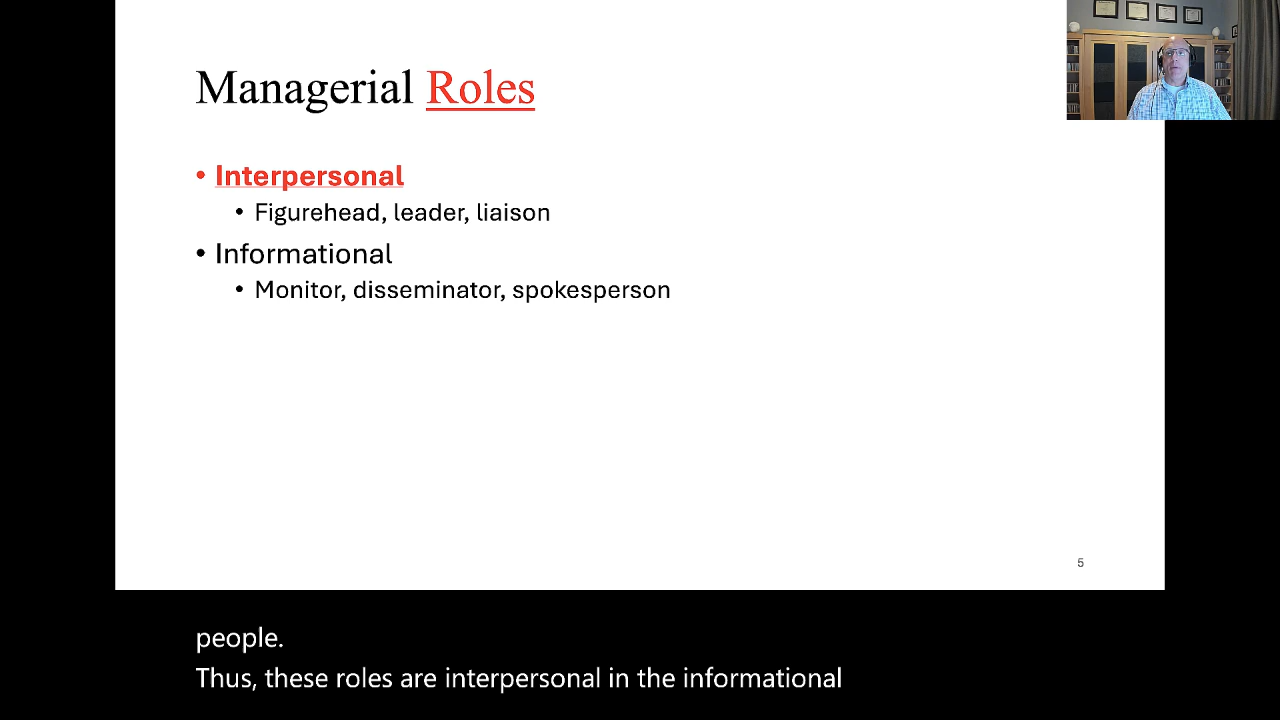 Managerial Roles
• Interpersonal
• Figurehead, leader, liaison
• Informational
• Monitor, disseminator, spokesperson
5
people.
Thus, these roles are interpersonal in the informational